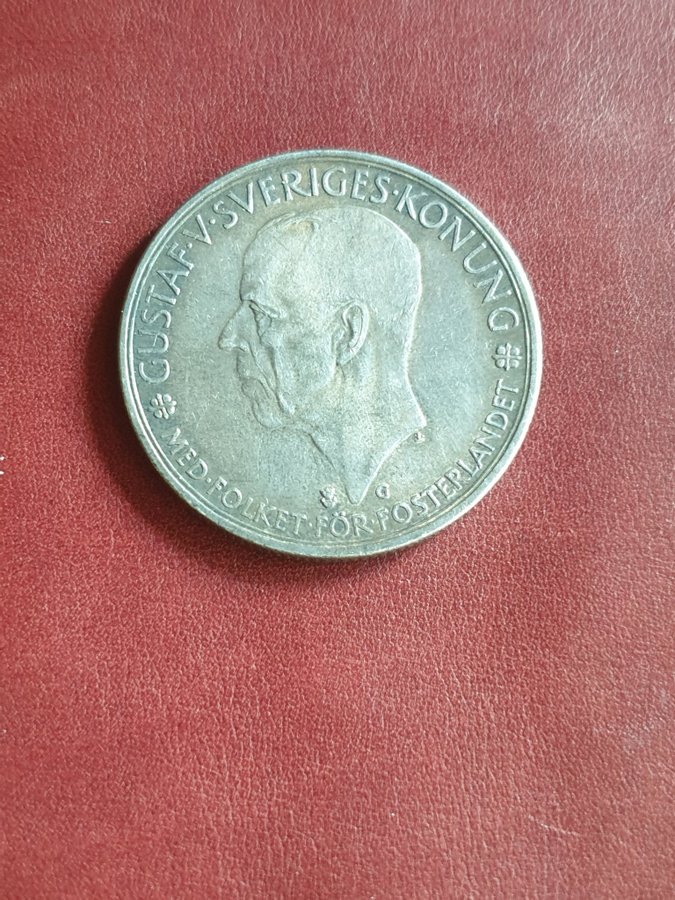 GUSTAF·V·SVERIGES·KONUNG
MED·FOLKET·FÖR·FOSTERLANDET
G